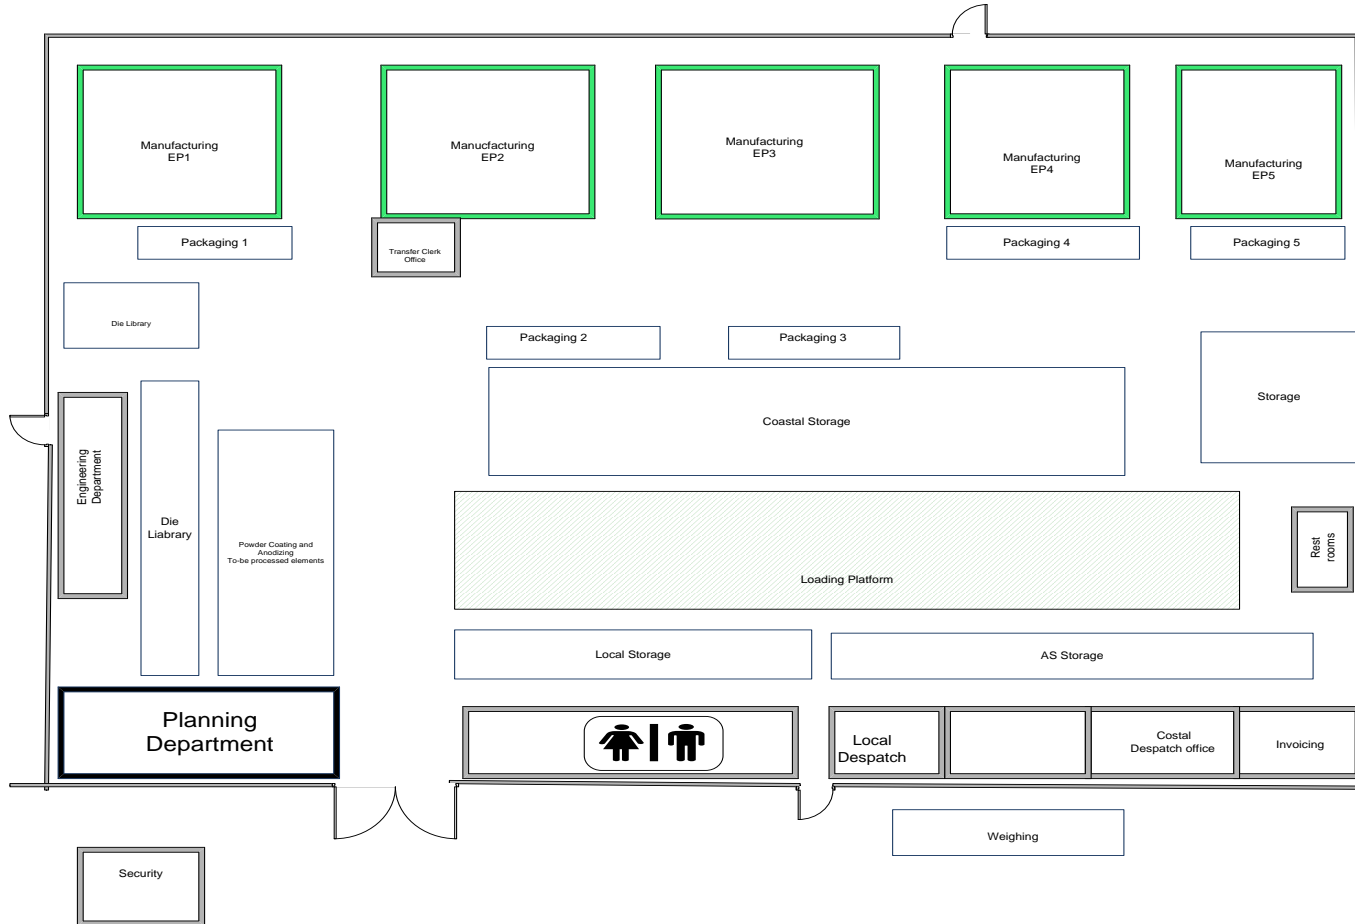 Manufacturing
EP1
Manucfacturing
EP2
Manufacturing
EP3
Manufacturing
EP4
Manufacturing
EP5
Packaging 1
Transfer Clerk
Office
Packaging 4
Packaging 5
Die Library
Packaging 2
Packaging 3
Storage
Coastal Storage
Engineering
Department
Die
Liabrary
Powder Coating and
Anodizing
To-be processed elements
Rest
rooms
Loading Platform
Local Storage
AS Storage
Planning
Department
Local
Despatch
Costal
Despatch office
Invoicing
Weighing
Security